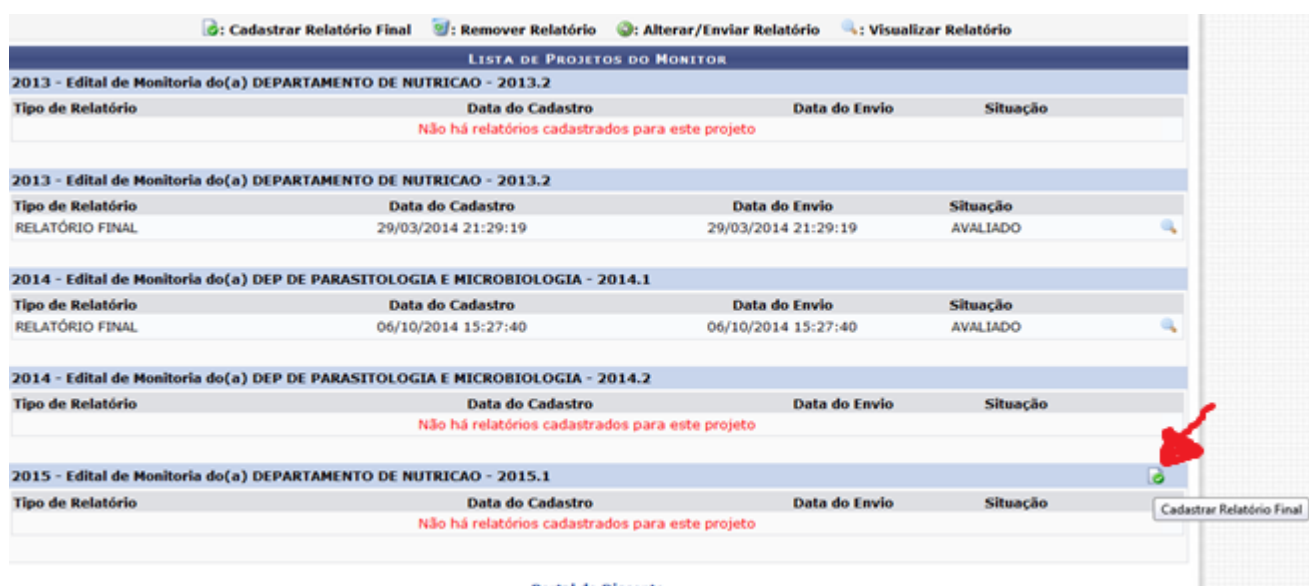 : Cadastrar Relatório Final : Remover Relatório : Alterar/Enviar Relatório : Visualizar Relatório
LISTA DE PROJETOS DO MONITOR
2013 - Edital de Monitoria do(a) DEPARTAMENTO DE NUTRICAO - 2013.2
Tipo de Relatório Data do Cadastro Data do Envio Situação
Não há relatórios cadastrados para este projeto
2013 - Edital de Monitoria do(a) DEPARTAMENTO DE NUTRICAO - 2013.2
Tipo de Relatório Data do Cadastro Data do Envio Situação
RELATÓRIO FINAL 29/03/2014 21:29:19 29/03/2014 21:29:19 AVALIADO
2014 - Edital de Monitoria do(a) DEP DE PARASITOLOGIA E MICROBIOLOGIA - 2014.1
Tipo de Relatório Data do Cadastro Data do Envio Situação
RELATÓRIO FINAL 06/10/2014 15:27:40 06/10/2014 15:27:40 AVALIADO
2014 - Edital de Monitoria do(a) DEP DE PARASITOLOGIA E MICROBIOLOGIA - 2014.2
Tipo de Relatório Data do Cadastro Data do Envio Situação
Não há relatórios cadastrados para este projeto
2015 - Edital de Monitoria do(a) DEPARTAMENTO DE NUTRICAO - 2015.1
Tipo de Relatório Data do Cadastro Data do Envio Situação
Cadastrar Relatório Final
Não há relatórios cadastrados para este projeto